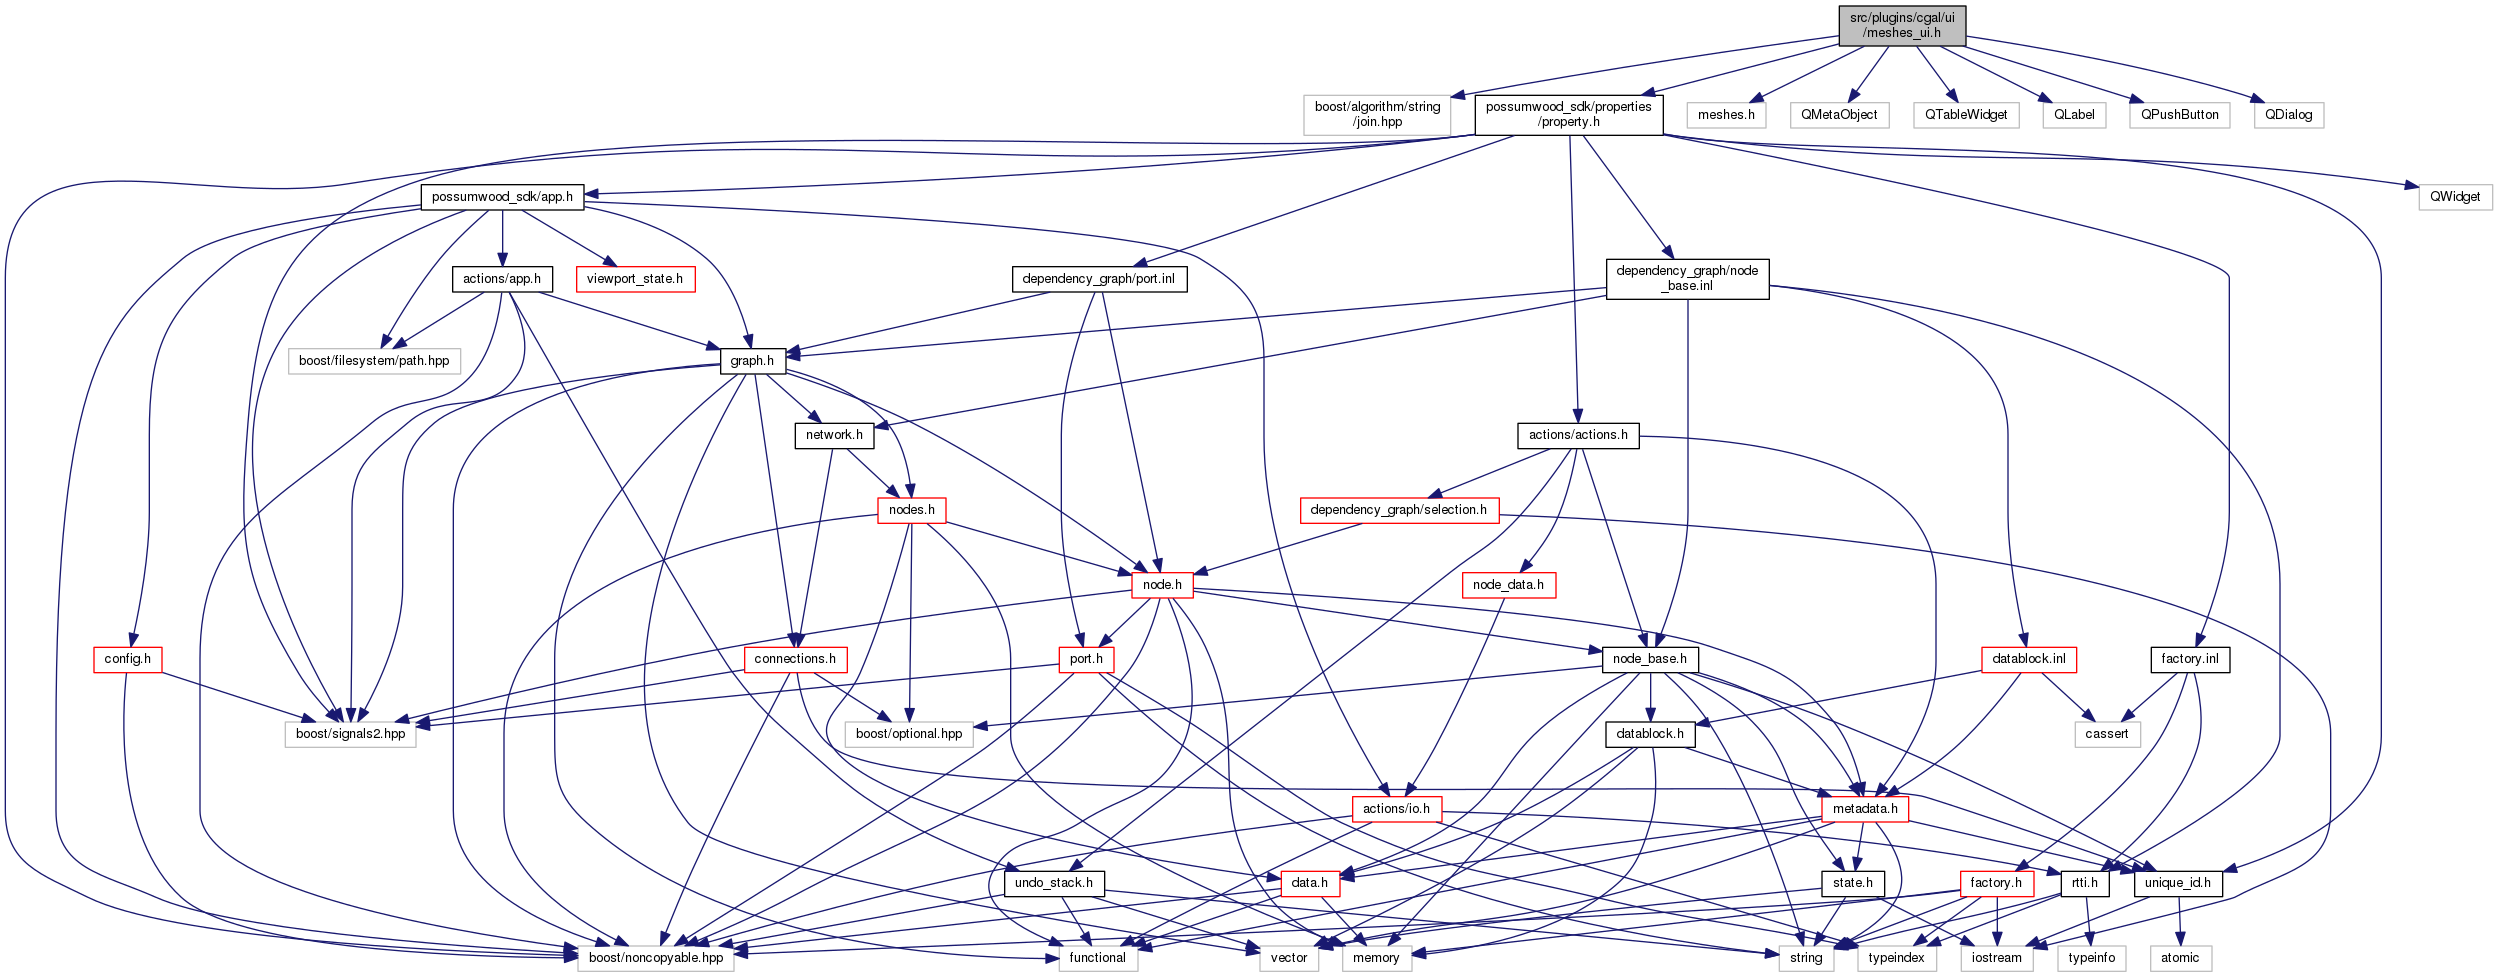 src/plugins/cgal/ui
/meshes_ui.h
boost/algorithm/string
/join.hpp
possumwood_sdk/properties
/property.h
meshes.h
QMetaObject
QTableWidget
QLabel
QPushButton
QDialog
possumwood_sdk/app.h
QWidget
actions/app.h
viewport_state.h
dependency_graph/port.inl
dependency_graph/node
_base.inl
boost/filesystem/path.hpp
graph.h
network.h
actions/actions.h
nodes.h
dependency_graph/selection.h
node.h
node_data.h
config.h
connections.h
port.h
node_base.h
datablock.inl
factory.inl
boost/signals2.hpp
boost/optional.hpp
datablock.h
cassert
actions/io.h
metadata.h
undo_stack.h
data.h
state.h
factory.h
rtti.h
unique_id.h
boost/noncopyable.hpp
functional
vector
memory
string
typeindex
iostream
typeinfo
atomic